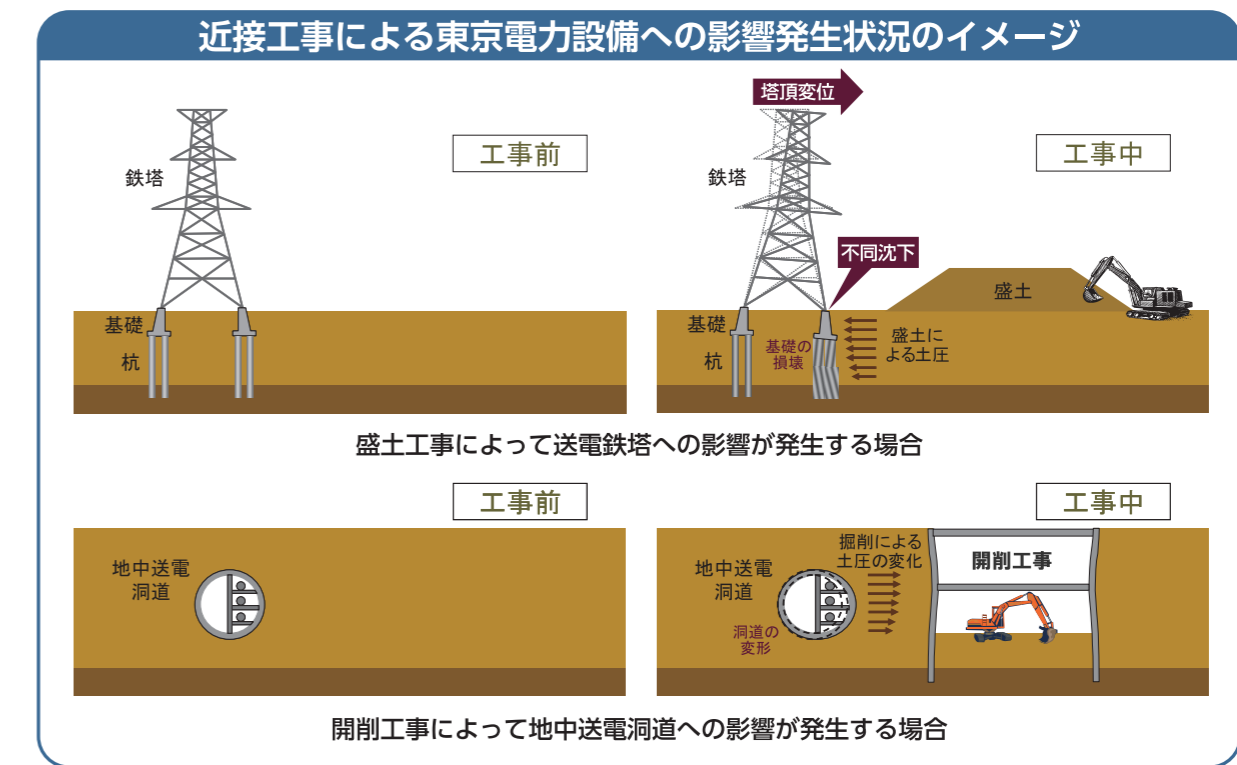 近接工事による東京電力設備への影響発生状況のイメージ
工事前
鉄塔
基礎
杭
塔頂変位
工事中
鉄塔
不同沈下
盛土
基礎
杭
基礎の
損壊
盛土に
よる土圧
盛土工事によって送電鉄塔への影響が発生する場合
工事前
地中送電
洞道
工事中
地中送電
洞道
掘削による
土圧の変化
開削工事
洞道の
変形
開削工事によって地中送電洞道への影響が発生する場合